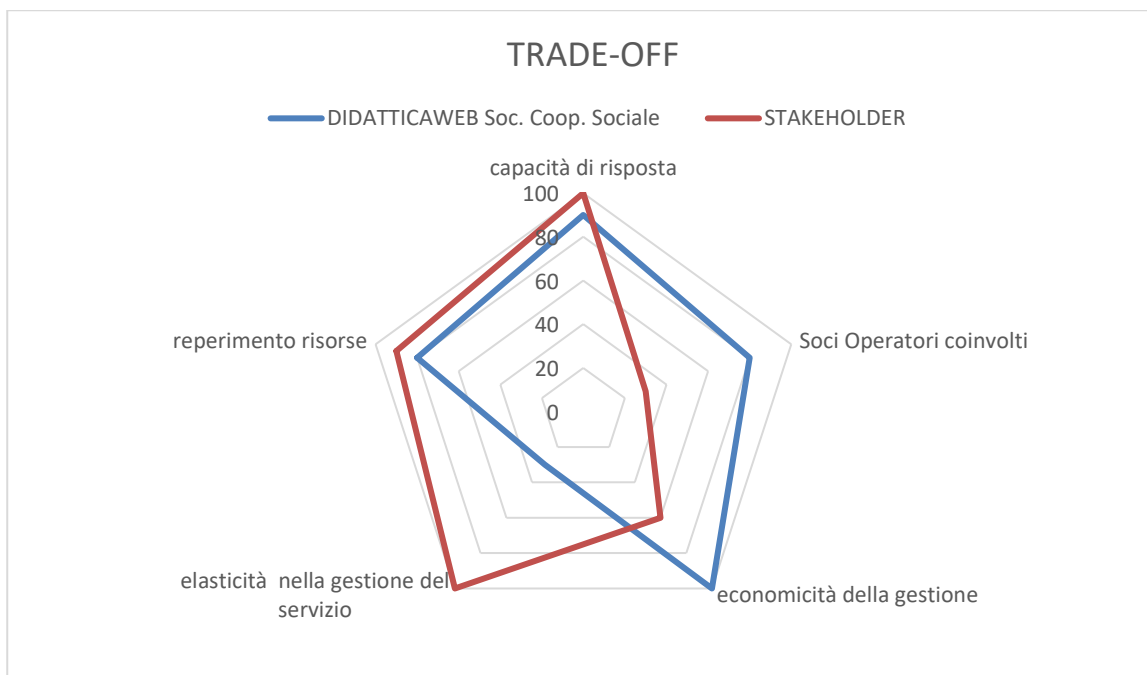 TRADE-OFF
DIDATTICAWEB Soc. Coop. Sociale
STAKEHOLDER
capacità di risposta
100
80
60
40
20
0
Soci Operatori coinvolti
economicità della gestione
elasticità  nella gestione del
servizio
reperimento risorse